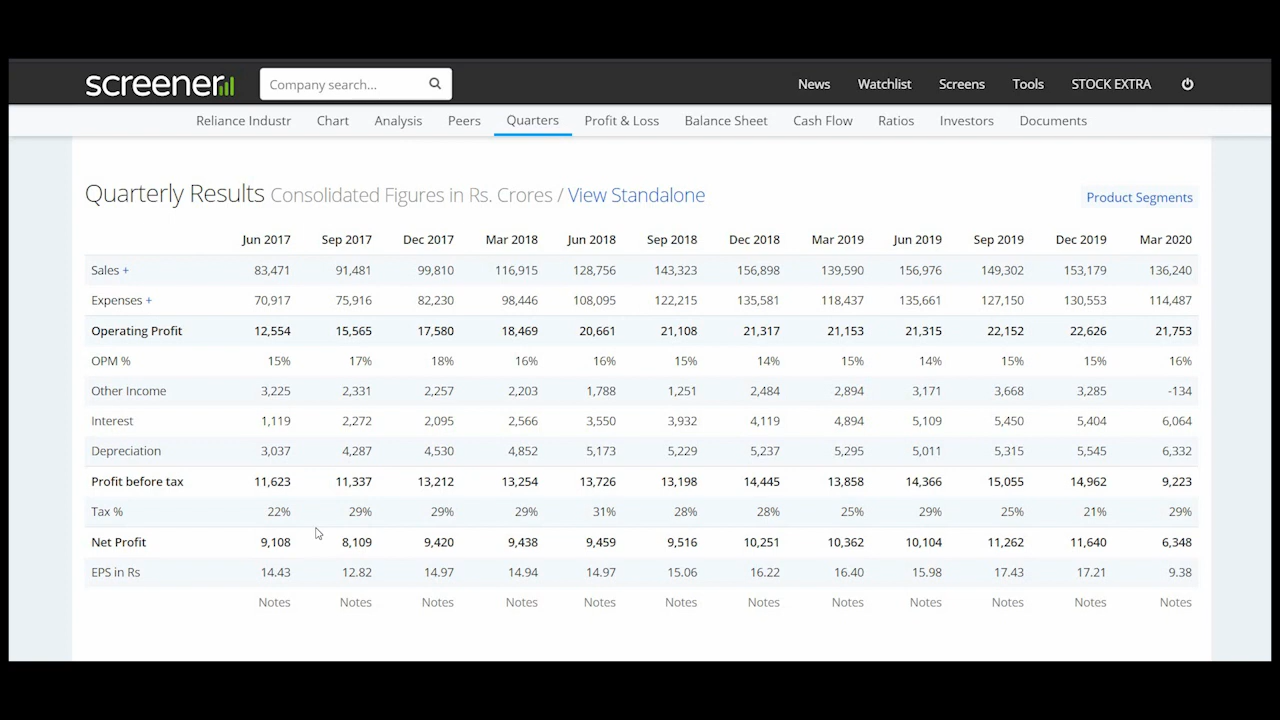 screener Company search... News Watchlist Screens Tools STOCK EXTRA
Reliance Industr Chart Analysis Peers Quarters Profit & Loss Balance Sheet Cash Flow Ratios Investors Documents
Quarterly Results Consolidated Figures in Rs. Crores / View Standalone Product Segments
Jun 2017 Sep 2017 Dec 2017 Mar 2018 Jun 2018 Sep 2018 Dec 2018 Mar 2019 Jun 2019 Sep 2019 Dec 2019 Mar 2020
Sales + 83,471 91,481 99,810 116,915 128,756 143,323 156,898 139,590 156,976 149,302 153,179 136,240
Expenses + 70,917 75,916 82,230 98,446 108,095 122,215 135,581 118,437 135,661 127,150 130,553 114,487
Operating Profit 12,554 15,565 17,580 18,469 20,661 21,108 21,317 21,153 21,315 22,152 22,626 21,753
OPM % 15% 17% 18% 16% 16% 15% 14% 15% 14% 15% 15% 16%
Other Income 3,225 2,331 2,257 2,203 1,788 1,251 2,484 2,894 3,171 3,668 3,285 -134
Interest 1,119 2,272 2,095 2,566 3,550 3,932 4,119 4,894 5,109 5,450 5,404 6,064
Depreciation 3,037 4,287 4,530 4,852 5,173 5,229 5,237 5,295 5,011 5,315 5,545 6,332
Profit before tax 11,623 11,337 13,212 13,254 13,726 13,198 14,445 13,858 14,366 15,055 14,962 9,223
Tax % 22% 29% 29% 29% 31% 28% 28% 25% 29% 25% 21% 29%
Net Profit 9,108 8,109 9,420 9,438 9,459 9,516 10,251 10,362 10,104 11,262 11,640 6,348
EPS in Rs 14.43 12.82 14.97 14.94 14.97 15.06 16.22 16.40 15.98 17.43 17.21 9.38
Notes Notes Notes Notes Notes Notes Notes Notes Notes Notes Notes Notes